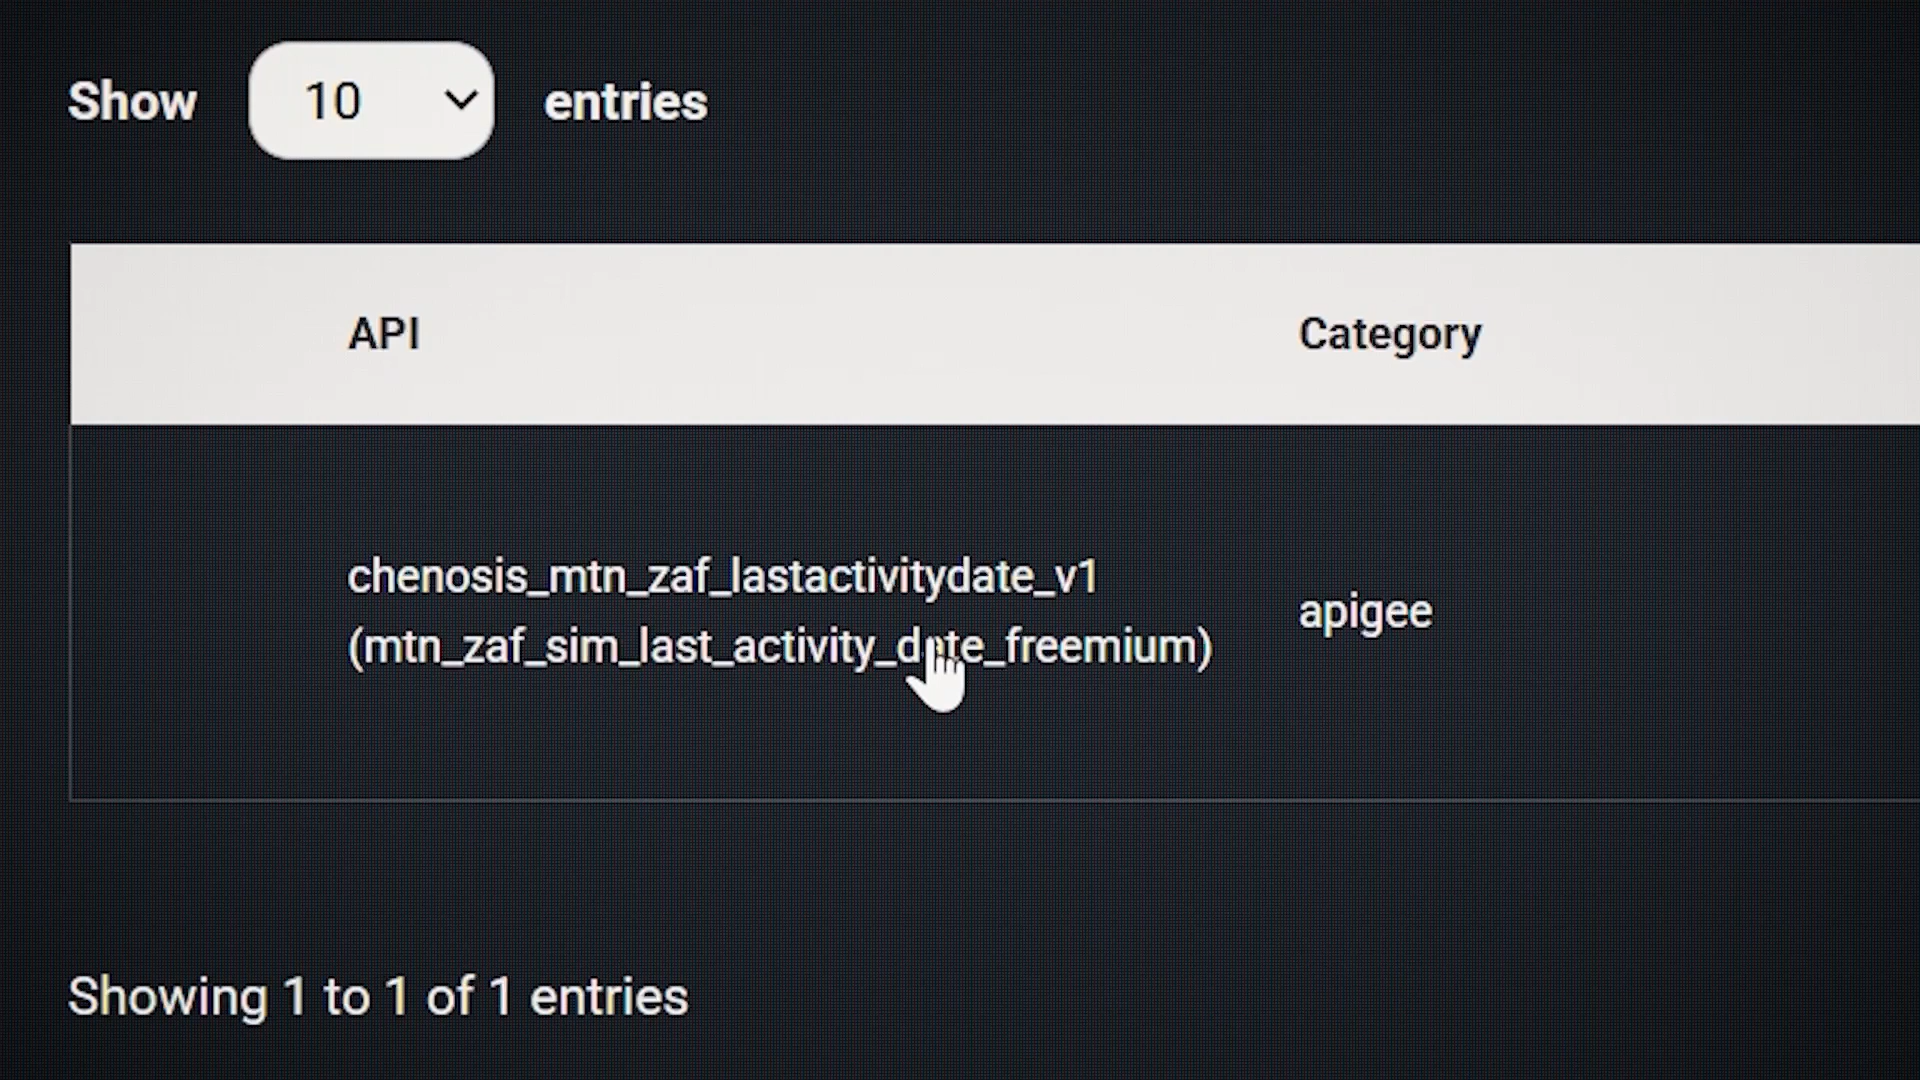 Show 10 entries
API Category
chenosis_mtn_zaf_lastactivitydate_v1
(mtn_zaf_sim_last_activity_date_freemium)
apigee
Showing 1 to 1 of 1 entries